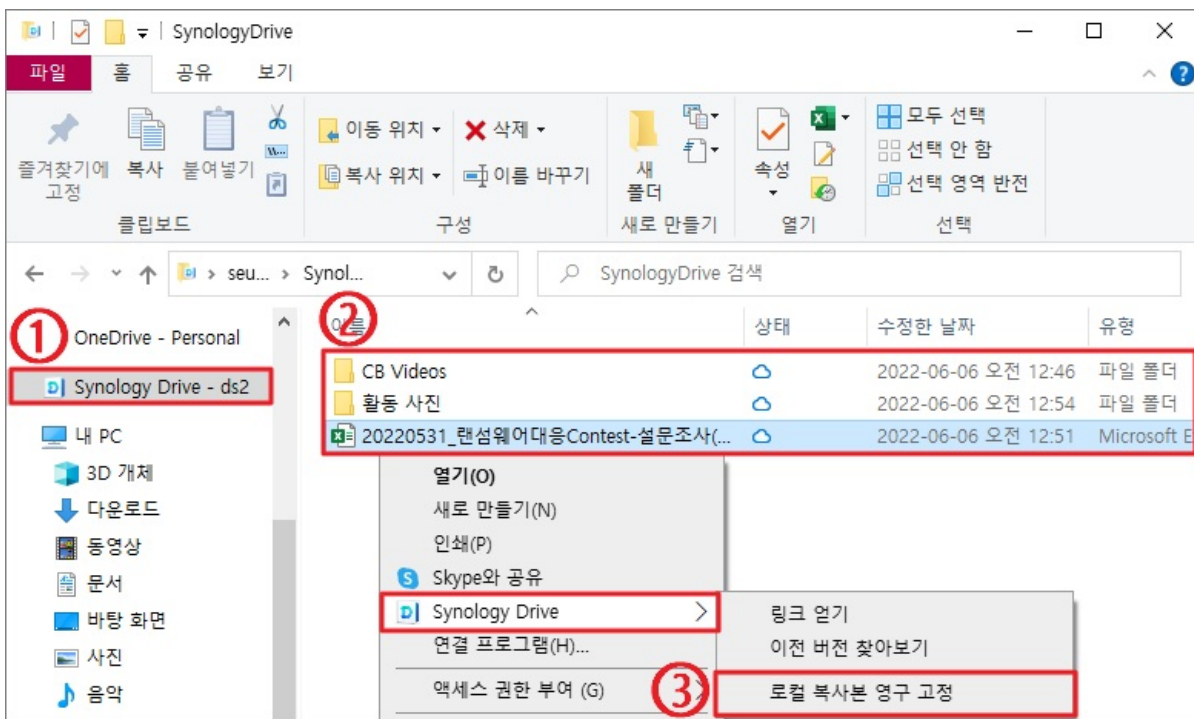 SynologyDrive
파일 홈 공유 보기
즐겨찾기에 고정
복사
붙여넣기
이동 위치
복사 위치
삭제
이름 바꾸기
새 폴더
속성
모두 선택
선택 안 함
선택 영역 반전
클립보드 구성 새로 만들기 열기 선택
seu... Synol... SynologyDrive 검색
① ②
상태 수정한 날짜 유형
OneDrive - Personal
Synology Drive - ds2
내 PC
3D 개체
다운로드
동영상
문서
바탕 화면
사진
음악
CB Videos 2022-06-06 오전 12:46 파일 폴더
활동 사진 2022-06-06 오전 12:54 파일 폴더
20220531_랜섬웨어대응Contest-설문조사(... 2022-06-06 오전 12:51 Microsoft E
열기(O)
새로 만들기(N)
인쇄(P)
Skype와 공유
Synology Drive
연결 프로그램(H)...
액세스 권한 부여 (G)
링크 얻기
이전 버전 찾아보기
③
로컬 복사본 영구 고정